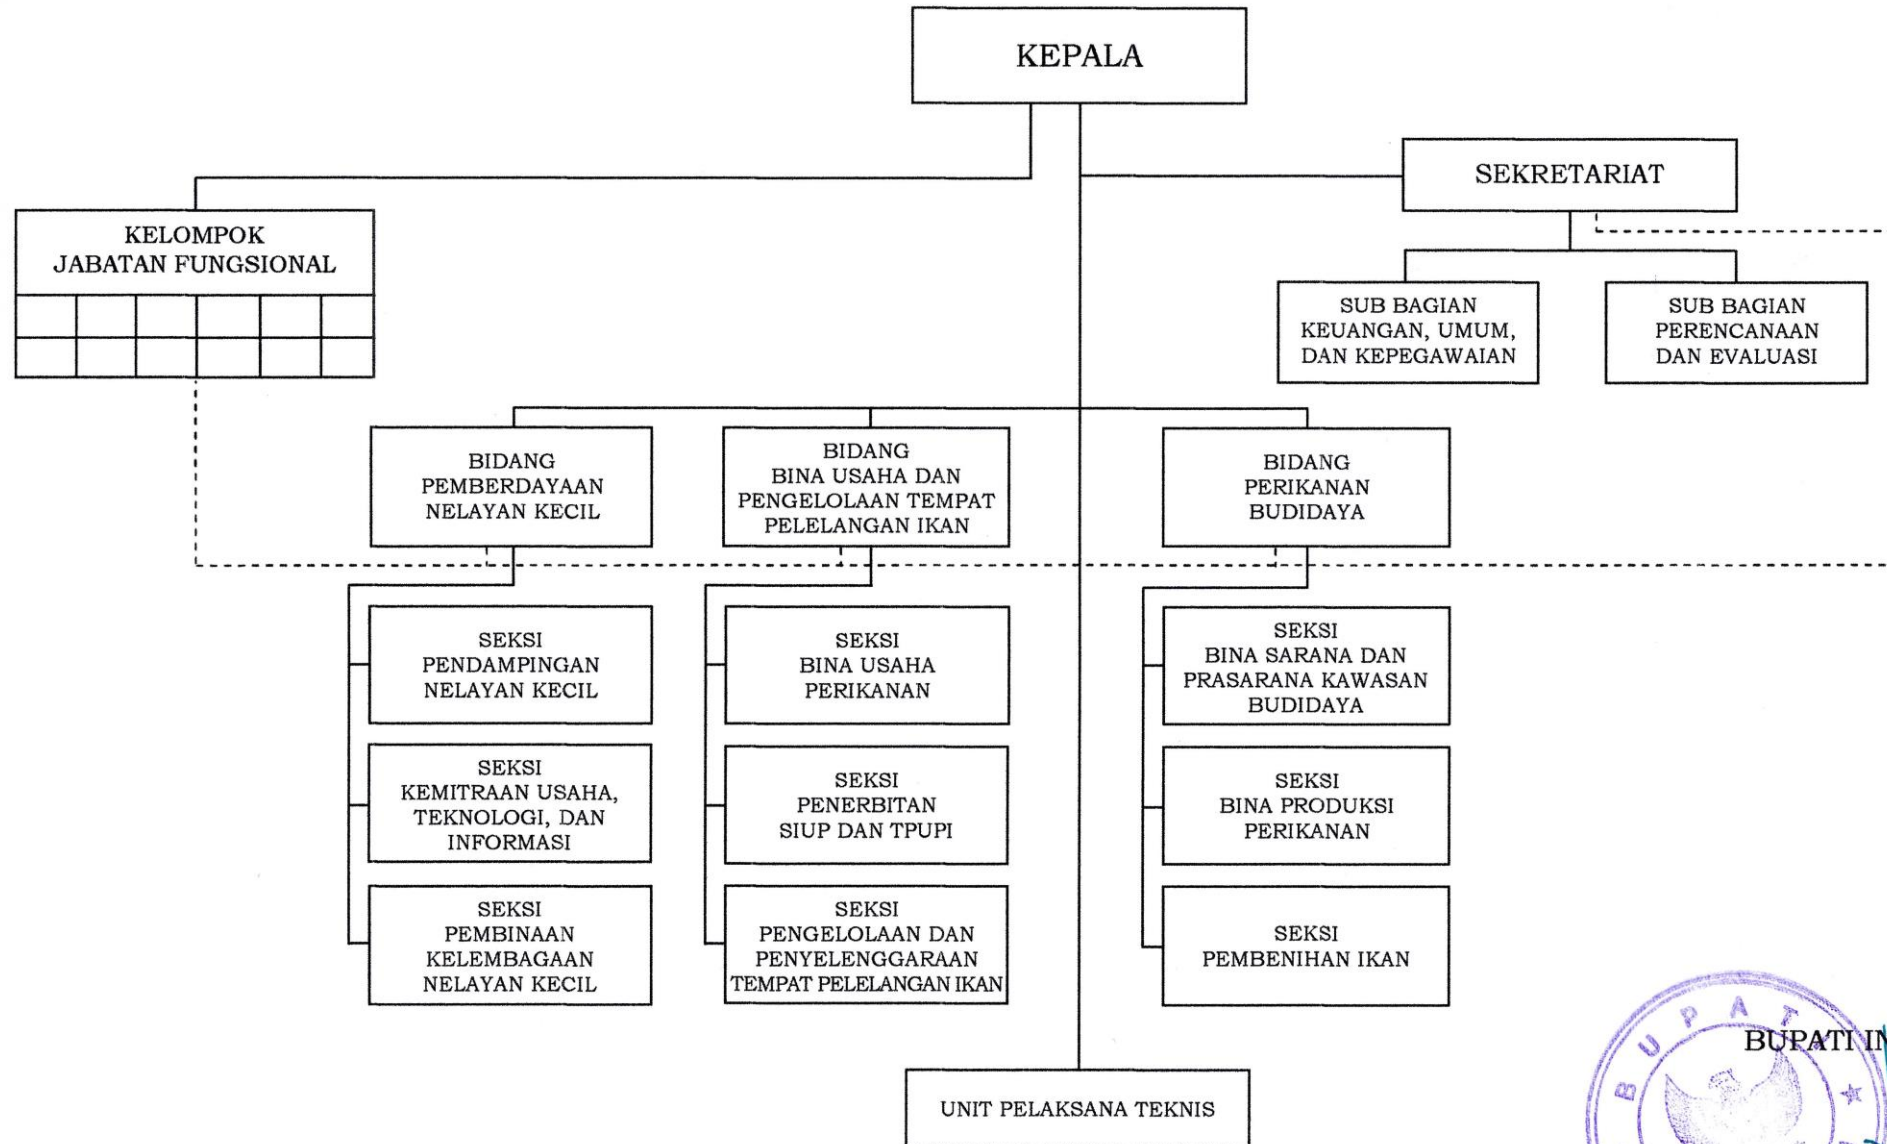 KEPALA
SEKRETARIAT
KELOMPOK
JABATAN FUNGSIONAL
SUB BAGIAN
KEUANGAN, UMUM,
DAN KEPEGAWAIAN
SUB BAGIAN
PERENCANAAN
DAN EVALUASI
BIDANG
PEMBERDAYAAN
NELAYAN KECIL
BIDANG
BINA USAHA DAN
PENGELOLAAN TEMPAT
PELELANGAN IKAN
BIDANG
PERIKANAN
BUDIDAYA
SEKSI
PENDAMPINGAN
NELAYAN KECIL
SEKSI
BINA USAHA
PERIKANAN
SEKSI
BINA SARANA DAN
PRASARANA KAWASAN
BUDIDAYA
SEKSI
KEMITRAAN USAHA,
TEKNOLOGI, DAN
INFORMASI
SEKSI
PENERBITAN
SIUP DAN TPUPI
SEKSI
BINA PRODUKSI
PERIKANAN
SEKSI
PEMBINAAN
KELEMBAGAAN
NELAYAN KECIL
SEKSI
PENGELOLAAN DAN
PENYELENGGARAAN
TEMPAT PELELANGAN IKAN
SEKSI
PEMBENIHAN IKAN
UNIT PELAKSANA TEKNIS
BUPATI
BUPATI IN